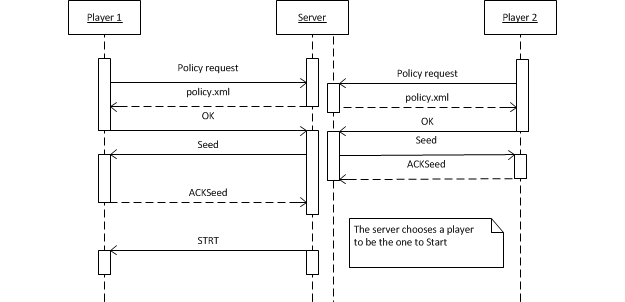 Player 1
Server
Player 2
Policy request
Policy request
policy.xml
policy.xml
OK
OK
Seed
Seed
ACKSeed
ACKSeed
The server chooses a player
to be the one to Start
STRT